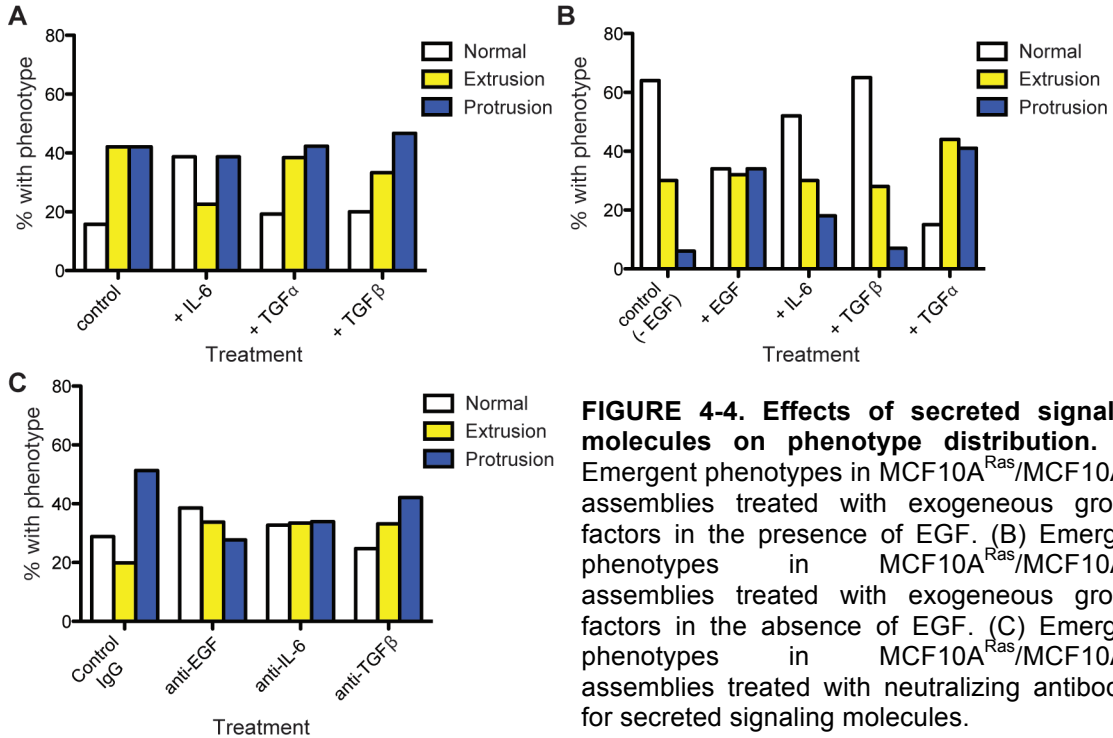 A
80
60
40
20
0
% with phenotype
Normal
Extrusion
Protrusion
control
+ IL-6
+ TGFα
+ TGFβ
Treatment
B
80
60
40
20
0
% with phenotype
Normal
Extrusion
Protrusion
control
(- EGF)
+ EGF
+ IL-6
+ TGFβ
+ TGFα
Treatment
C
80
60
40
20
0
% with phenotype
Normal
Extrusion
Protrusion
Control
IgG
anti-EGF
anti-IL-6
anti-TGFβ
Treatment
FIGURE 4-4. Effects of secreted signal
molecules on phenotype distribution.
Emergent phenotypes in MCF10A^Ras/MCF10A
assemblies treated with exogeneous gro
factors in the presence of EGF. (B) Emerg
phenotypes in MCF10A^Ras/MCF10A
assemblies treated with exogeneous gro
factors in the absence of EGF. (C) Emerg
phenotypes in MCF10A^Ras/MCF10A
assemblies treated with neutralizing antiboc
for secreted signaling molecules.